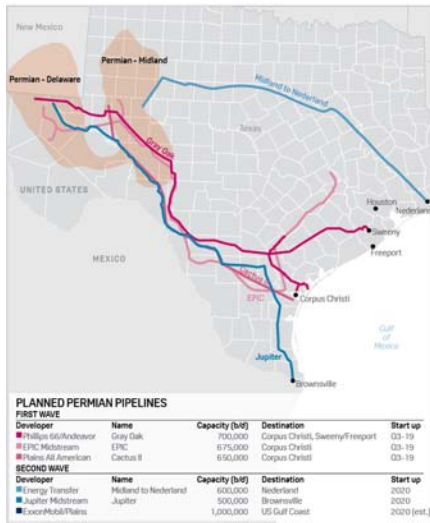 New Mexico
Permian - Delaware
Permian - Midland
Midland to Nederland
Gray Oak
Texas
UNITED STATES
Houston
Nederland
Sweeny
Freeport
MEXICO
Cactus II
EPIC
Corpus Christi
Gulf
of
Mexico
Jupiter
Brownsville
PLANNED PERMIAN PIPELINES
FIRST WAVE
Developer Name Capacity (b/d) Destination Start up
Phillips 66/Andeavor Gray Oak 700,000 Corpus Christi, Sweeny/Freeport Q3-19
EPIC Midstream EPIC 675,000 Corpus Christi Q3-19
Plains All American Cactus II 650,000 Corpus Christi Q3-19
SECOND WAVE
Developer Name Capacity (b/d) Destination Start up
Energy Transfer Midland to Nederland 600,000 Nederland 2020
Jupiter Midstream Jupiter 500,000 Brownsville 2020
ExxonMobil/Plains 1,000,000 US Gulf Coast 2020 (est.)